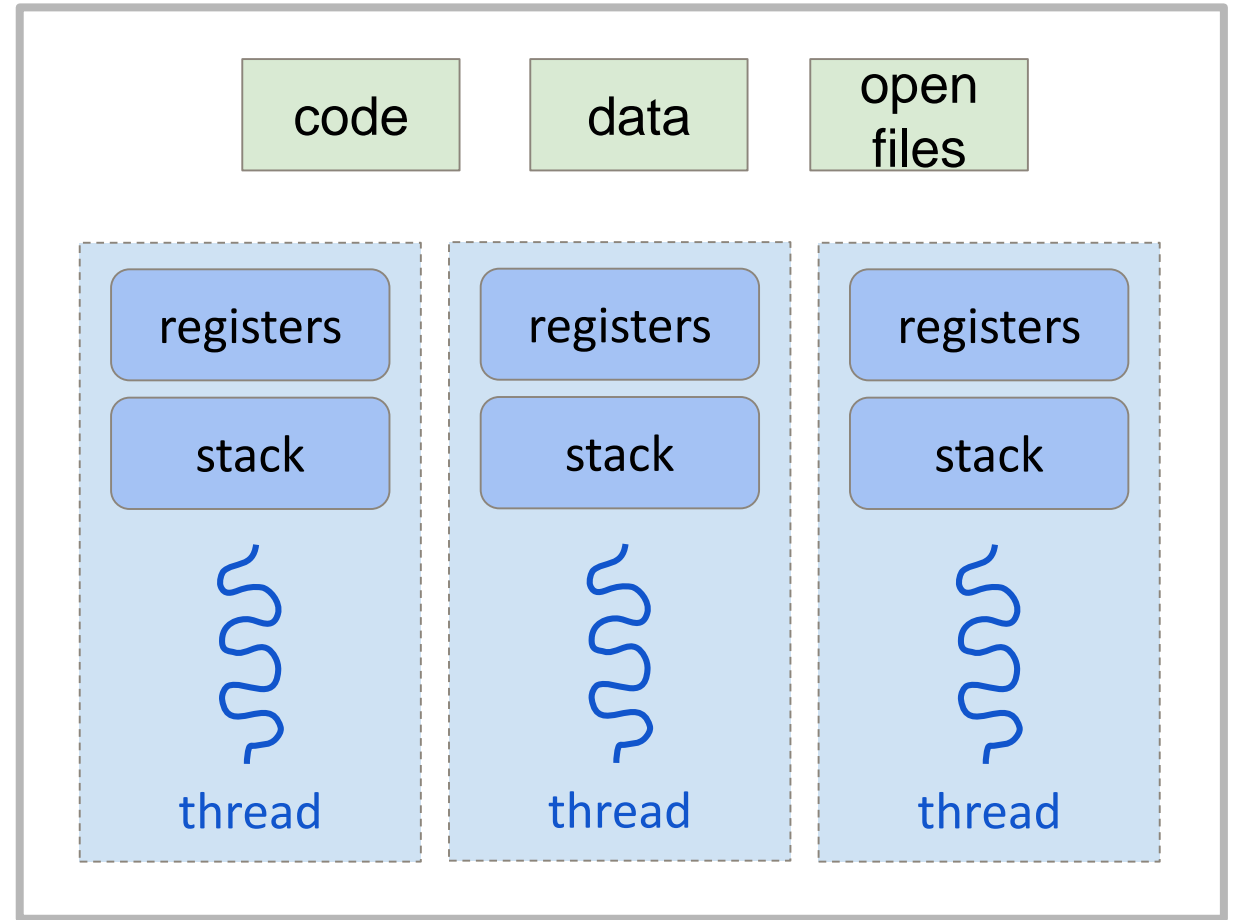 code
data
open
files
registers
registers
registers
stack
stack
stack
thread
thread
thread